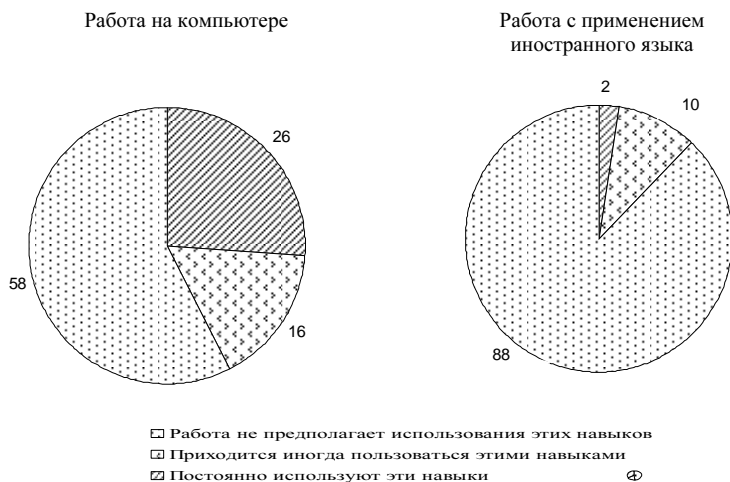 Работа на компьютере
Работа с применением
иностранного языка
26
16
58
2
10
88
Работа не предполагает использования этих навыков
Приходится иногда пользоваться этими навыками
Постоянно используют эти навыки